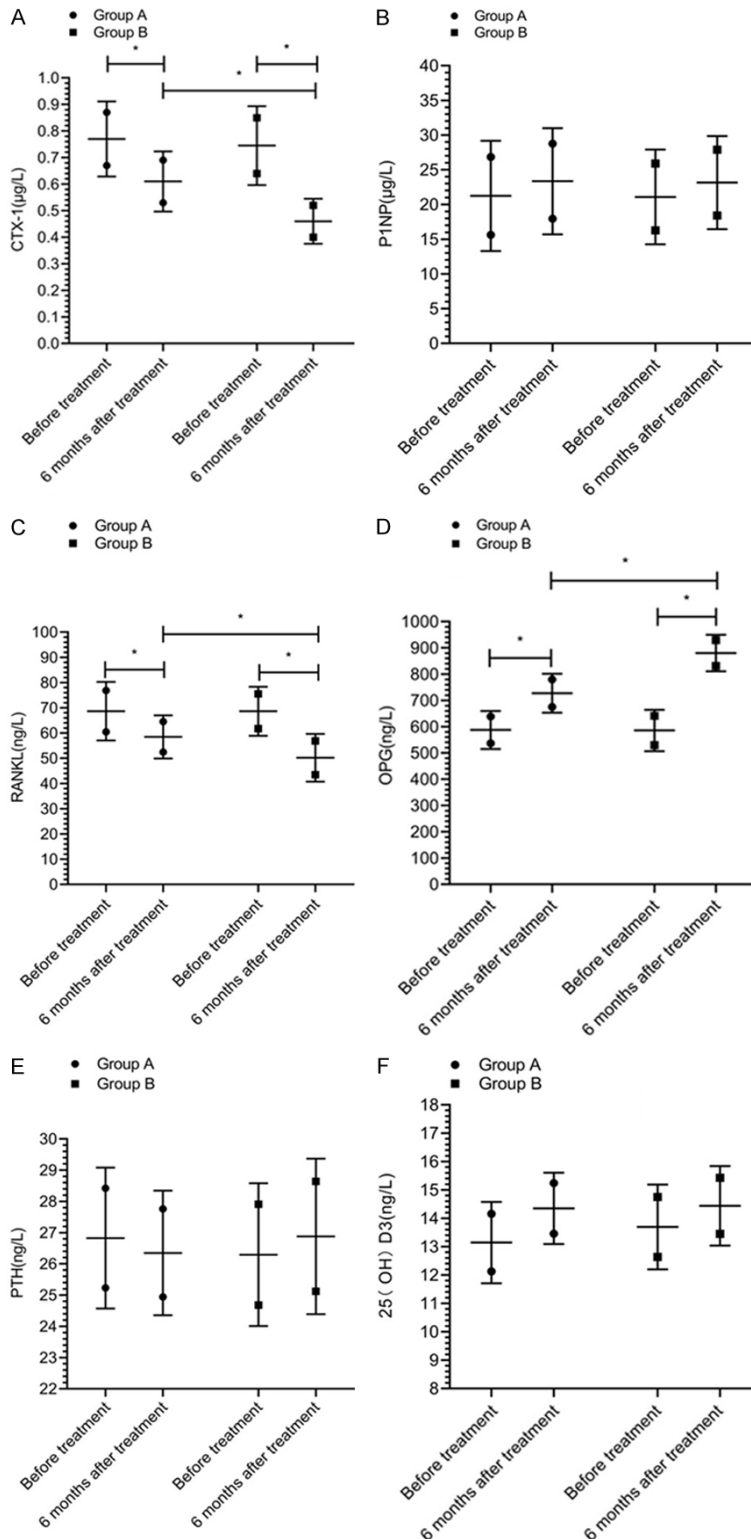 A
Group A
Group B
*
*
*
CTX-1(μg/L)
1.0
0.9
0.8
0.7
0.6
0.5
0.4
0.3
0.2
0.1
0.0
Before treatment
6 months after treatment
Before treatment
6 months after treatment
B
Group A
Group B
P1NP(μg/L)
40
35
30
25
20
15
10
5
0
Before treatment
6 months after treatment
Before treatment
6 months after treatment
C
Group A
Group B
*
*
*
RANKL(ng/L)
100
90
80
70
60
50
40
30
20
10
0
Before treatment
6 months after treatment
Before treatment
6 months after treatment
D
Group A
Group B
*
*
*
OPG(ng/L)
1000
900
800
700
600
500
400
300
200
100
0
Before treatment
6 months after treatment
Before treatment
6 months after treatment
E
Group A
Group B
PTH(ng/L)
30
29
28
27
26
25
24
22
Before treatment
6 months after treatment
Before treatment
6 months after treatment
F
Group A
Group B
25(OH)D3(ng/L)
18
17
16
15
14
13
12
11
10
9
8
Before treatment
6 months after treatment
Before treatment
6 months after treatment